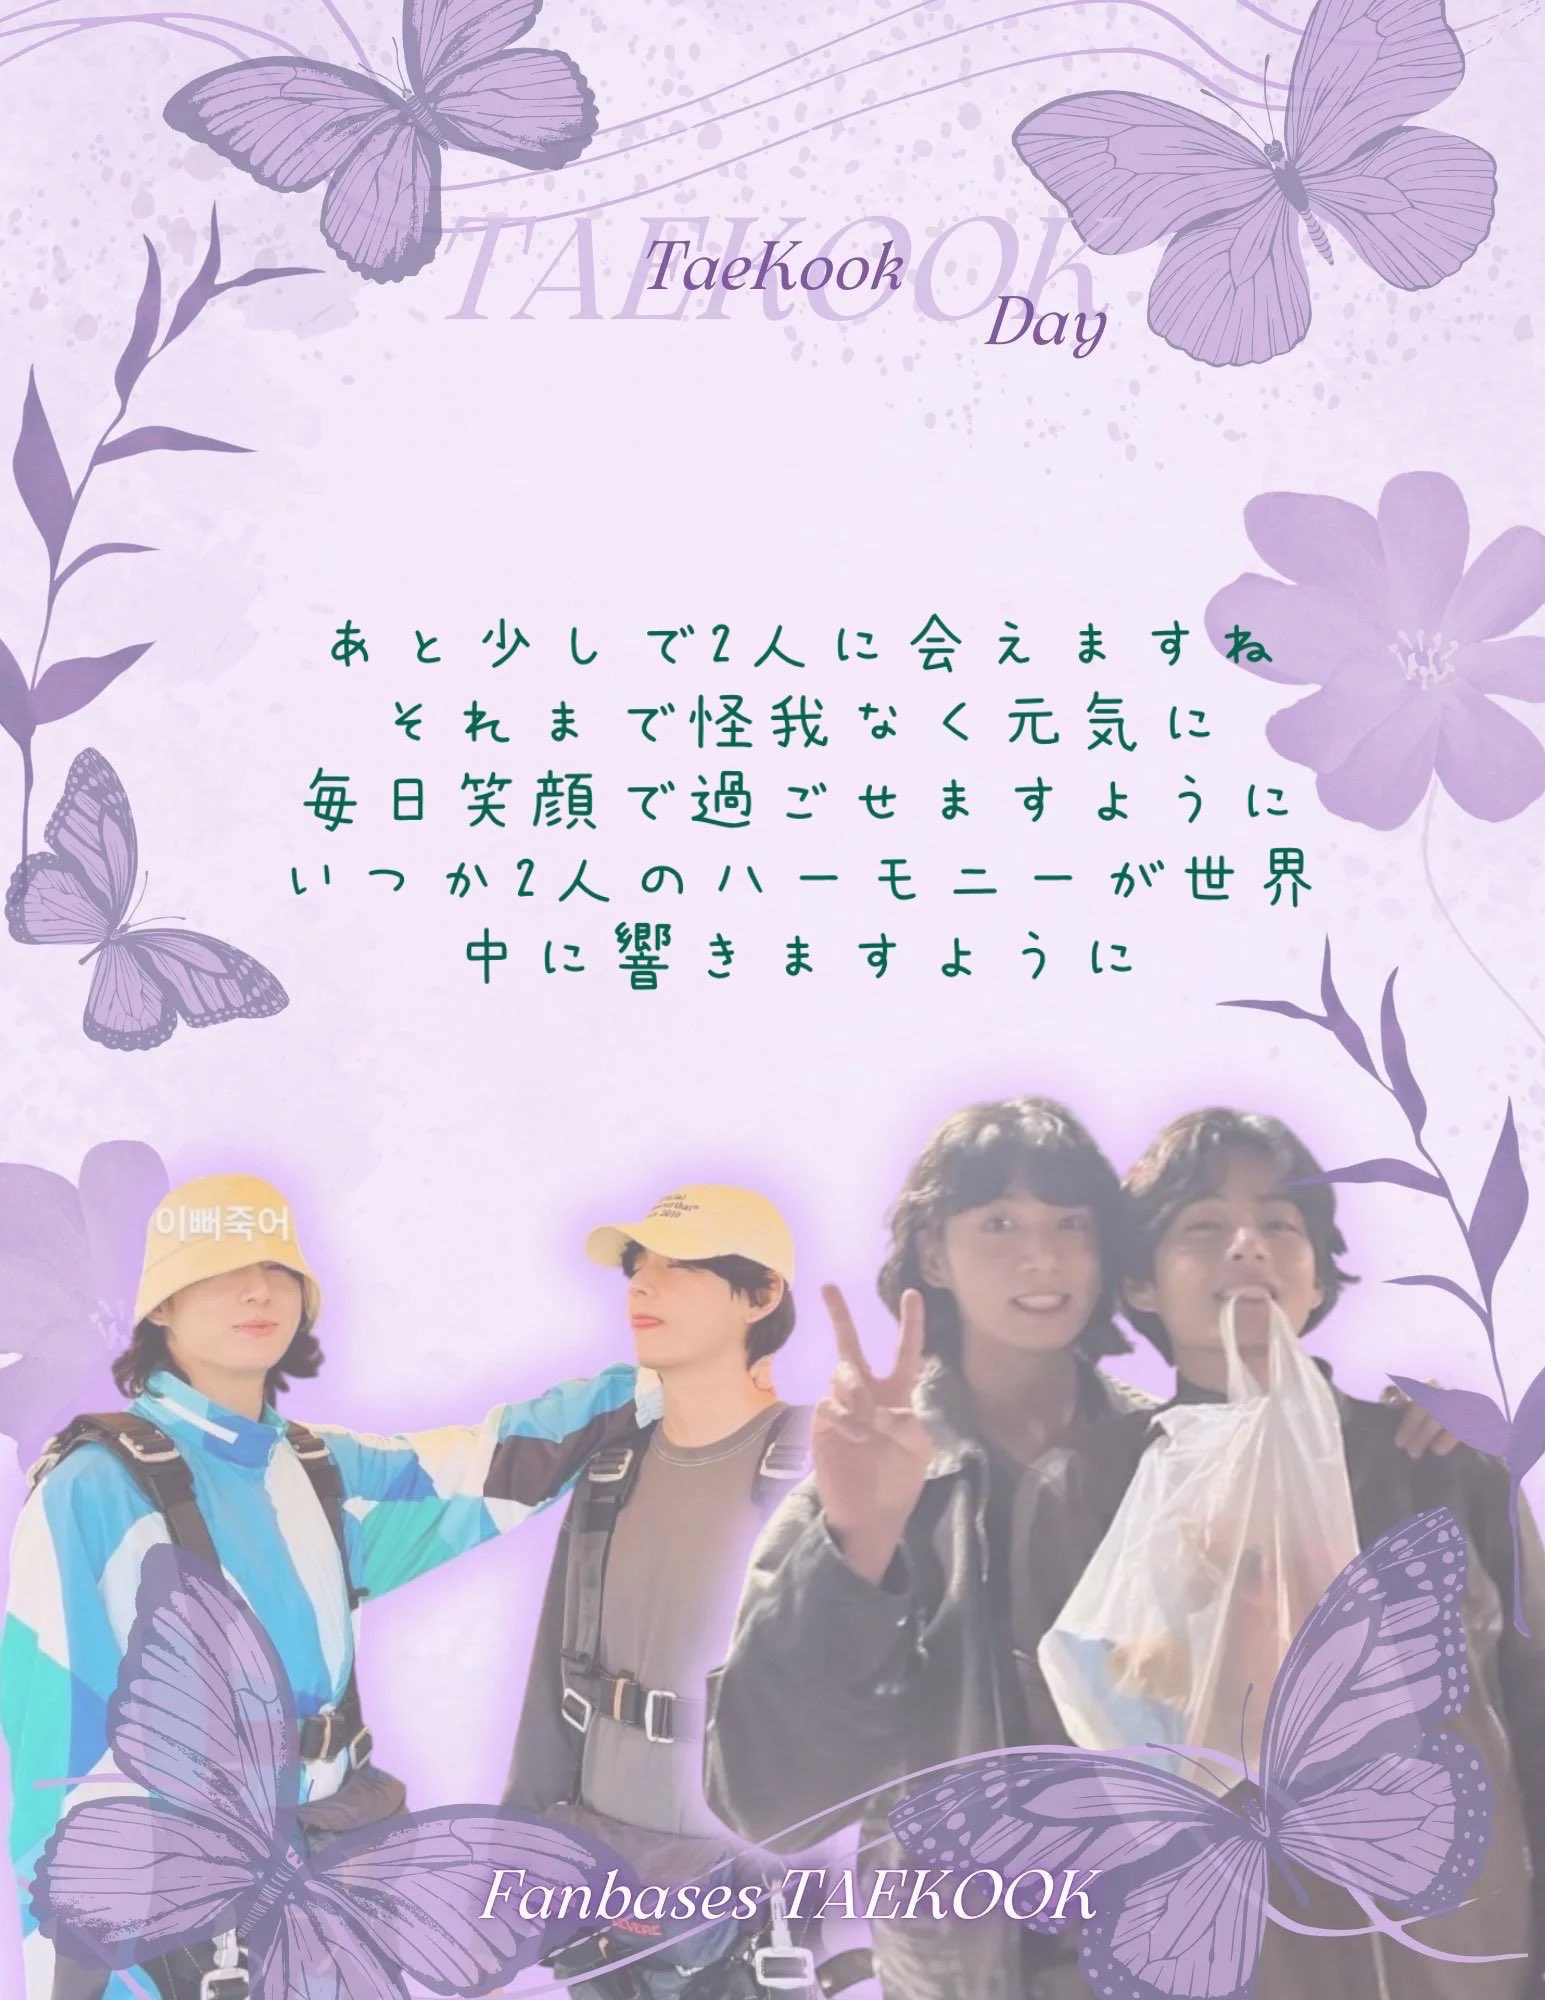 TAEKOOK
TaeKook
Day
あと少しで2人に会えますね
それまで怪我なく元気に
毎日笑顔で過ごせますように
いつか2人のハーモニーが世界
中に響きますように
이뻐죽어
Fanbases TAEKOOK